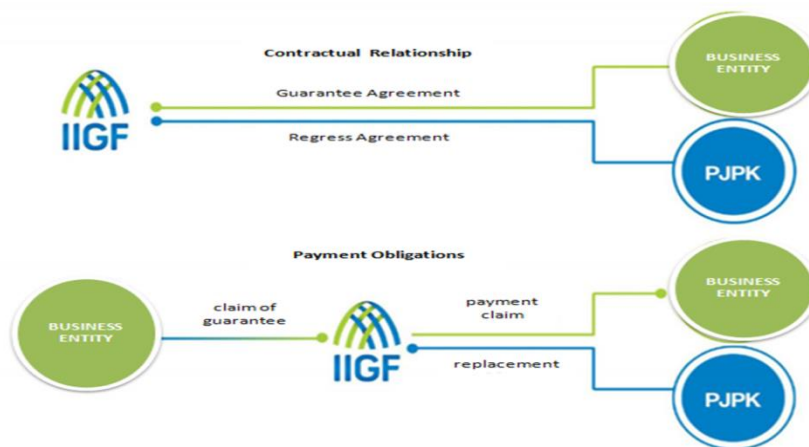 Contractual Relationship
BUSINESS
ENTITY
Guarantee Agreement
IIGF
Regress Agreement
PJPK
Payment Obligations
BUSINESS
ENTITY
claim of
guarantee
payment
claim
BUSINESS
ENTITY
IIGF
replacement
PJPK